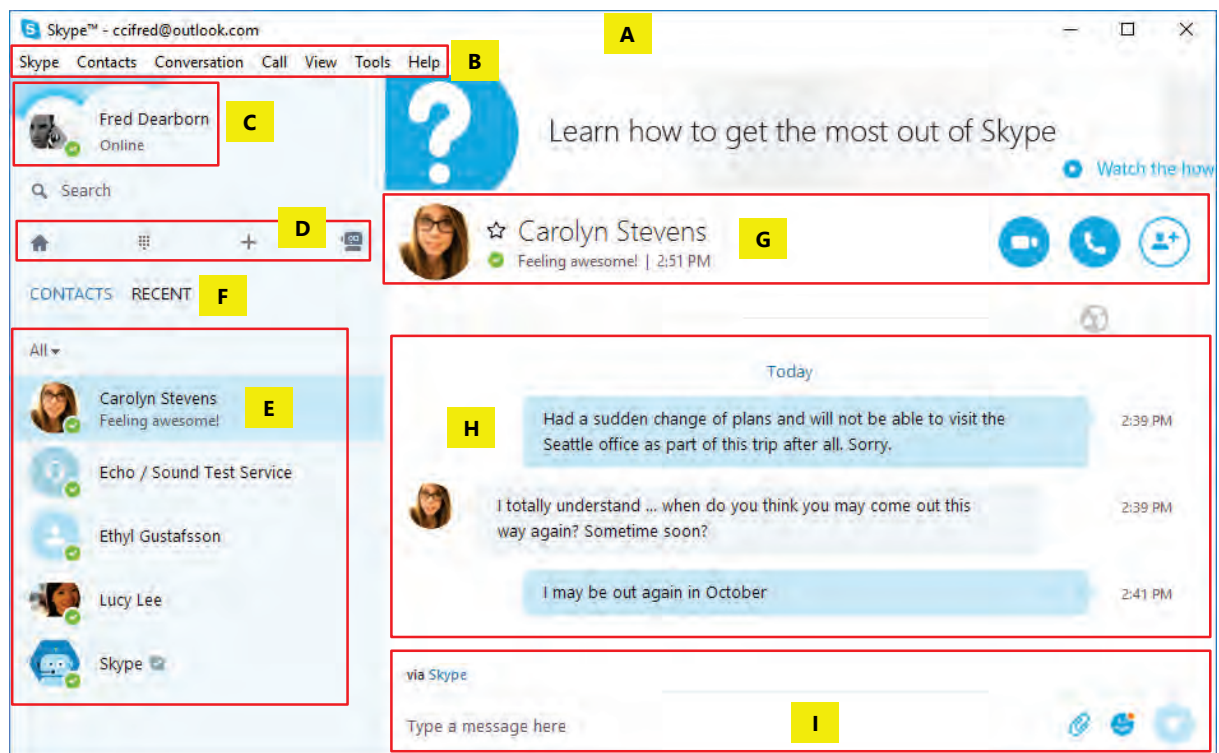 Skype™ - ccifred@outlook.com
A
Skype Contacts Conversation Call View Tools Help
B
Fred Dearborn
Online
C
Search
D
CONTACTS RECENT
F
All
Carolyn Stevens
Feeling awesome!
E
Echo / Sound Test Service
Ethyl Gustafsson
Lucy Lee
Skype
Learn how to get the most out of Skype
Watch the how
Carolyn Stevens
Feeling awesome! | 2:51 PM
G
Today
H
Had a sudden change of plans and will not be able to visit the
Seattle office as part of this trip after all. Sorry.
2:39 PM
I totally understand ... when do you think you may come out this
way again? Sometime soon?
2:39 PM
I may be out again in October
2:41 PM
via Skype
Type a message here
I